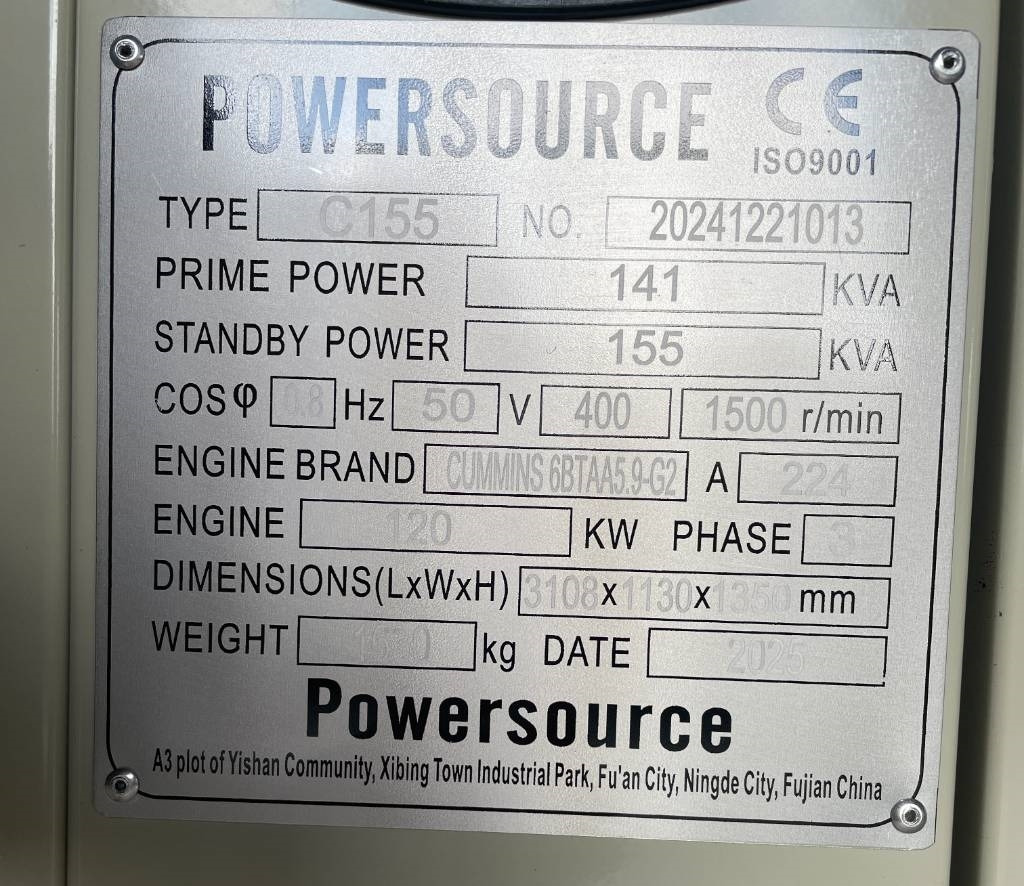 POWERSOURCE CE
ISO9001
TYPE C155 NO. 20241221013
PRIME POWER 141 KVA
STANDBY POWER 155 KVA
COSφ 0.8 Hz 50 V 400 1500 r/min
ENGINE BRAND CUMMINS 6BTAA5.9-G2 A 224
ENGINE 120 KW PHASE 3
DIMENSIONS(LxWxH) 3108x1130x1350 mm
WEIGHT kg DATE 2025
Powersource
A3 plot of Yishan Community, Xibing Town Industrial Park, Fu'an City, Ningde City, Fujian China